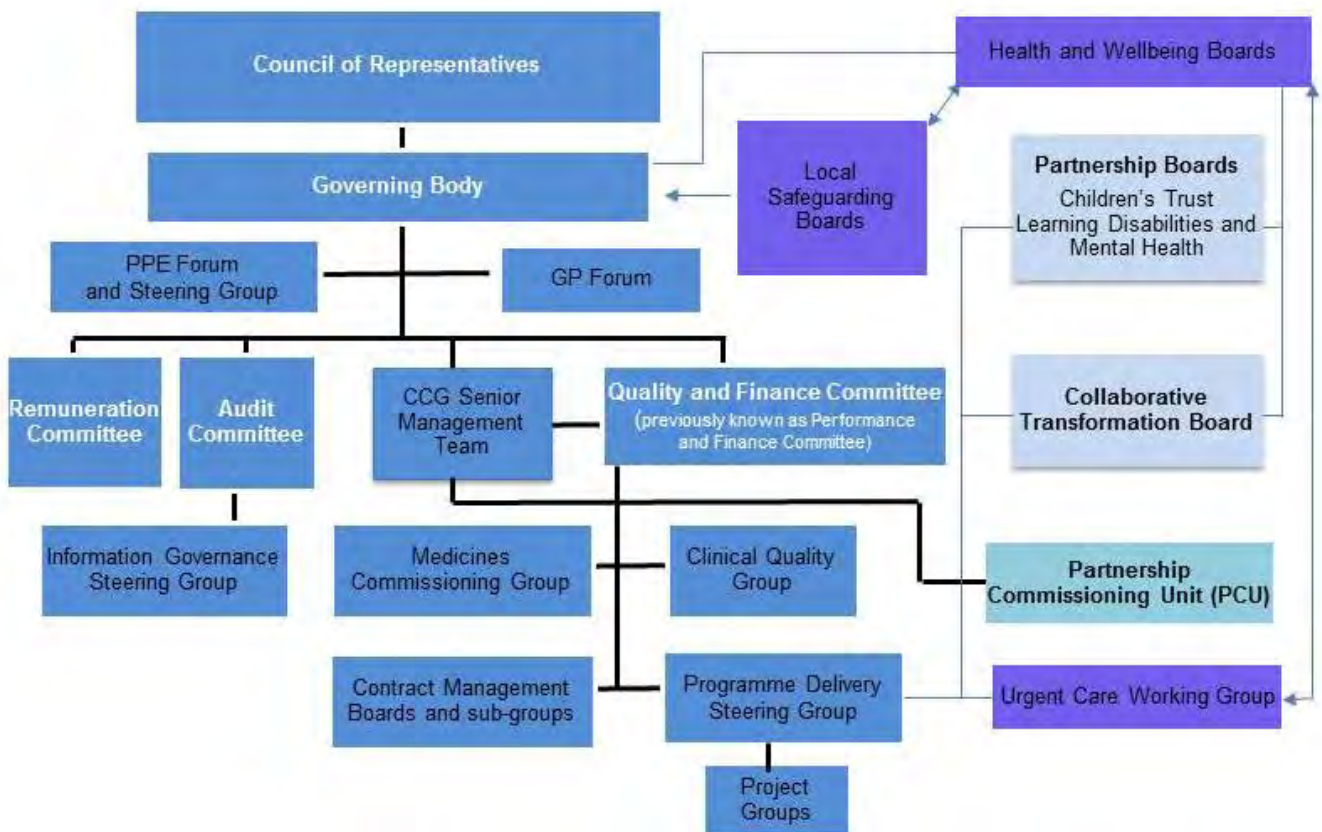 Council of Representatives
Health and Wellbeing Boards
Governing Body
Local
Safeguarding
Boards
Partnership Boards
Children's Trust
Learning Disabilities and
Mental Health
PPE Forum
and Steering Group
GP Forum
Remuneration
Committee
Audit
Committee
CCG Senior
Management
Team
Quality and Finance Committee
(previously known as Performance
and Finance Committee)
Collaborative
Transformation Board
Information Governance
Steering Group
Medicines
Commissioning Group
Clinical Quality
Group
Partnership
Commissioning Unit (PCU)
Contract Management
Boards and sub-groups
Programme Delivery
Steering Group
Urgent Care Working Group
Project
Groups